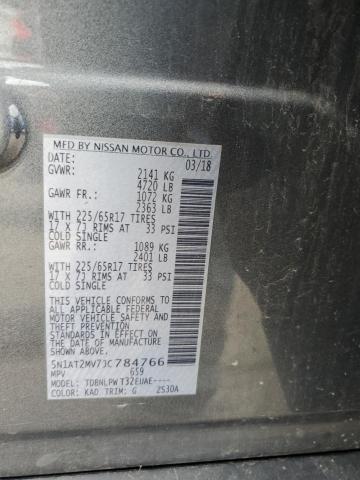 MFD BY NISSAN MOTOR CO., LTD.
DATE: 03/18
GVWR: 2141 KG
4720 LB
GAWR FR.: 1072 KG
2363 LB
WITH 225/65R17 TIRES
17 X 7J RIMS AT 33 PSI
COLD SINGLE
GAWR RR.: 1089 KG
2401 LB
WITH 225/65R17 TIRES
17 X 7J RIMS AT 33 PSI
COLD SINGLE
THIS VEHICLE CONFORMS TO
ALL APPLICABLE FEDERAL
MOTOR VEHICLE SAFETY AND
THEFT PREVENTION
STANDARDS IN EFFECT ON
THE DATE OF MANUFACTURE
SHOWN ABOVE.
5N1AT2MV7JC784766
MPV 659
MODEL: TDBNLPWT32EUAE----
COLOR: KAD TRIM: G 2530A